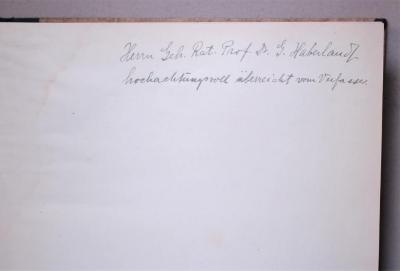 Herrn Geh. Rat. Prof Dr. G. Haberlandt
hochachtungsvoll überreicht vom Verfasser.